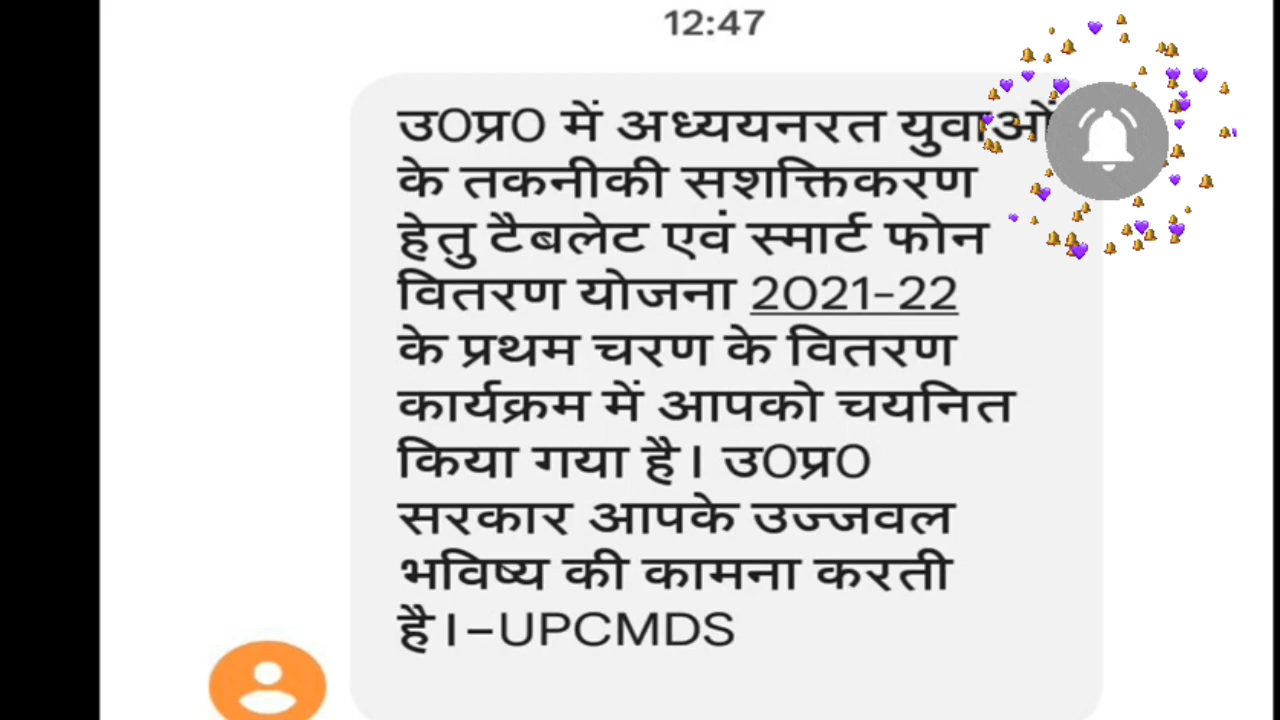 12:47
उ0प्र0 में अध्ययनरत युवाओं
के तकनीकी सशक्तिकरण
हेतु टैबलेट एवं स्मार्ट फोन
वितरण योजना 2021-22
के प्रथम चरण के वितरण
कार्यक्रम में आपको चयनित
किया गया है। उ0प्र0
सरकार आपके उज्जवल
भविष्य की कामना करती
है।-UPCMDS